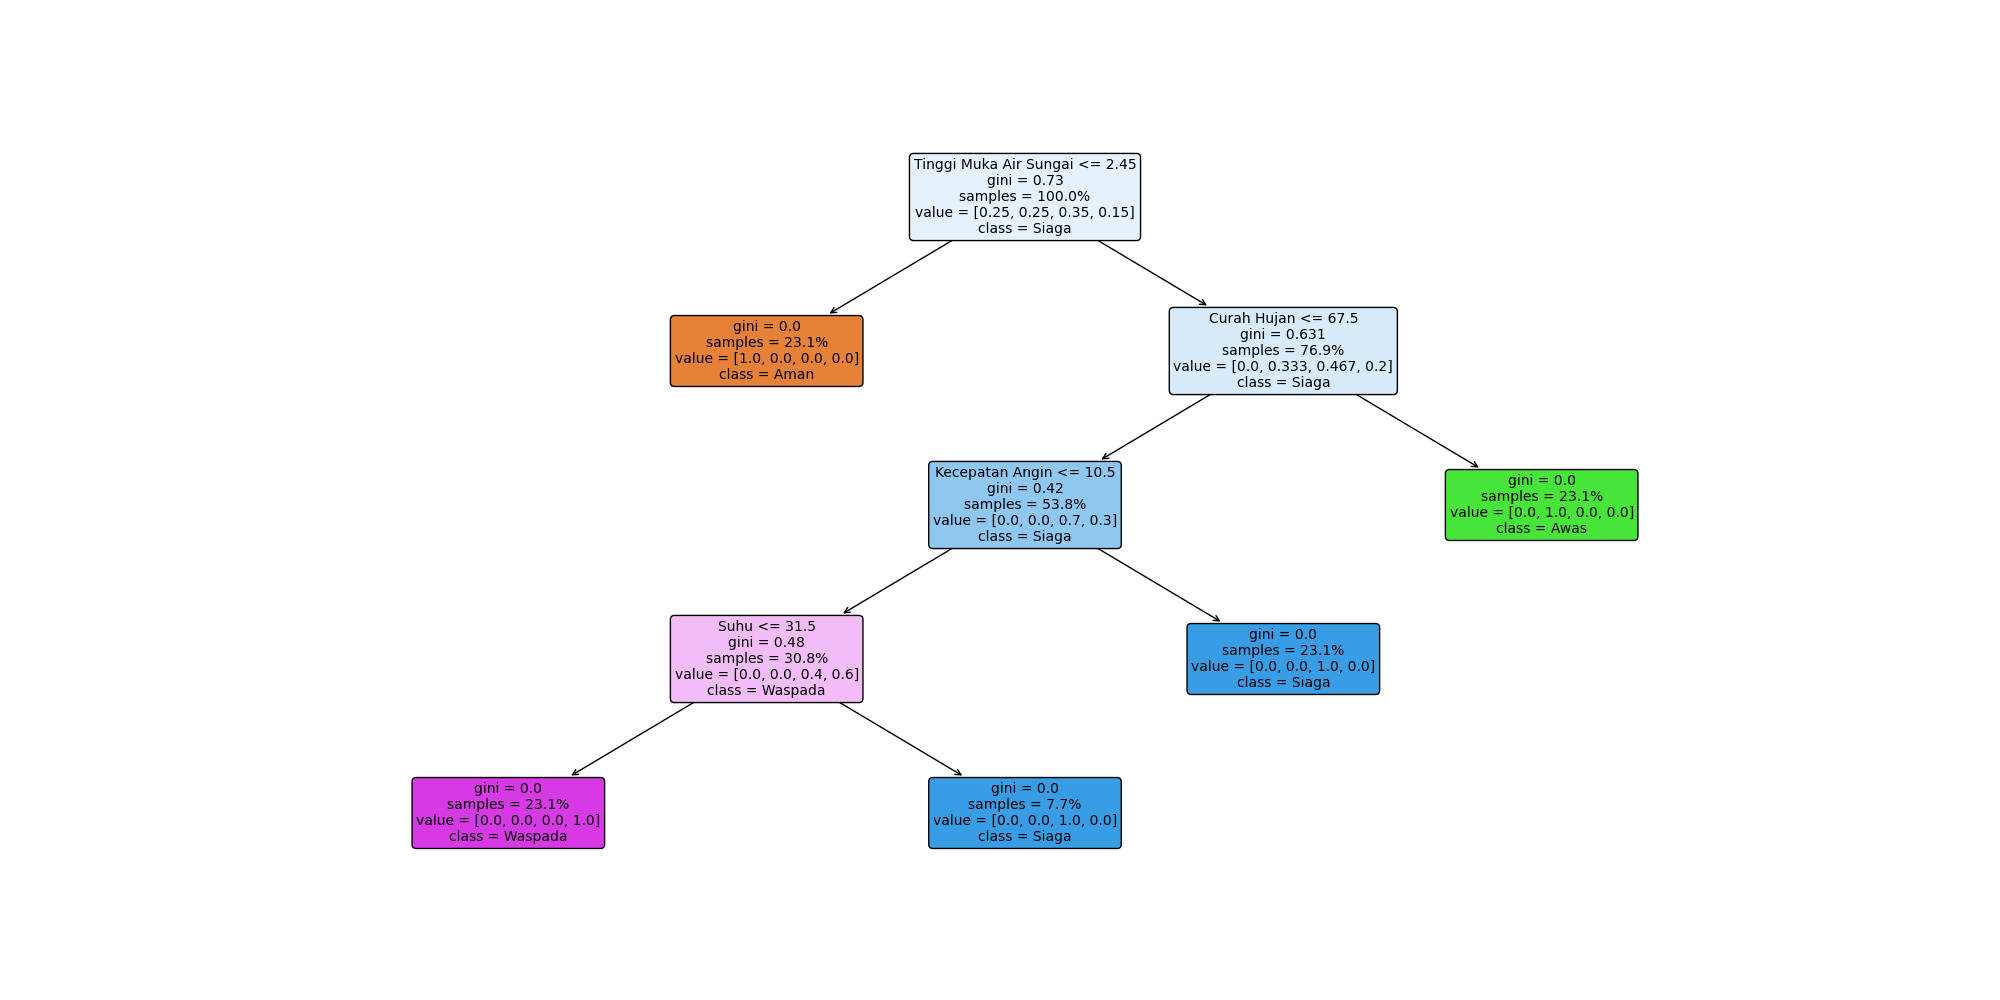 Tinggi Muka Air Sungai <= 2.45
gini = 0.73
samples = 100.0%
value = [0.25, 0.25, 0.35, 0.15]
class = Siaga
gini = 0.0
samples = 23.1%
value = [1.0, 0.0, 0.0, 0.0]
class = Aman
Curah Hujan <= 67.5
gini = 0.631
samples = 76.9%
value = [0.0, 0.333, 0.467, 0.2]
class = Siaga
Kecepatan Angin <= 10.5
gini = 0.42
samples = 53.8%
value = [0.0, 0.0, 0.7, 0.3]
class = Siaga
gini = 0.0
samples = 23.1%
value = [0.0, 1.0, 0.0, 0.0]
class = Awas
Suhu <= 31.5
gini = 0.48
samples = 30.8%
value = [0.0, 0.0, 0.4, 0.6]
class = Waspada
gini = 0.0
samples = 23.1%
value = [0.0, 0.0, 1.0, 0.0]
class = Siaga
gini = 0.0
samples = 23.1%
value = [0.0, 0.0, 0.0, 1.0]
class = Waspada
gini = 0.0
samples = 7.7%
value = [0.0, 0.0, 1.0, 0.0]
class = Siaga